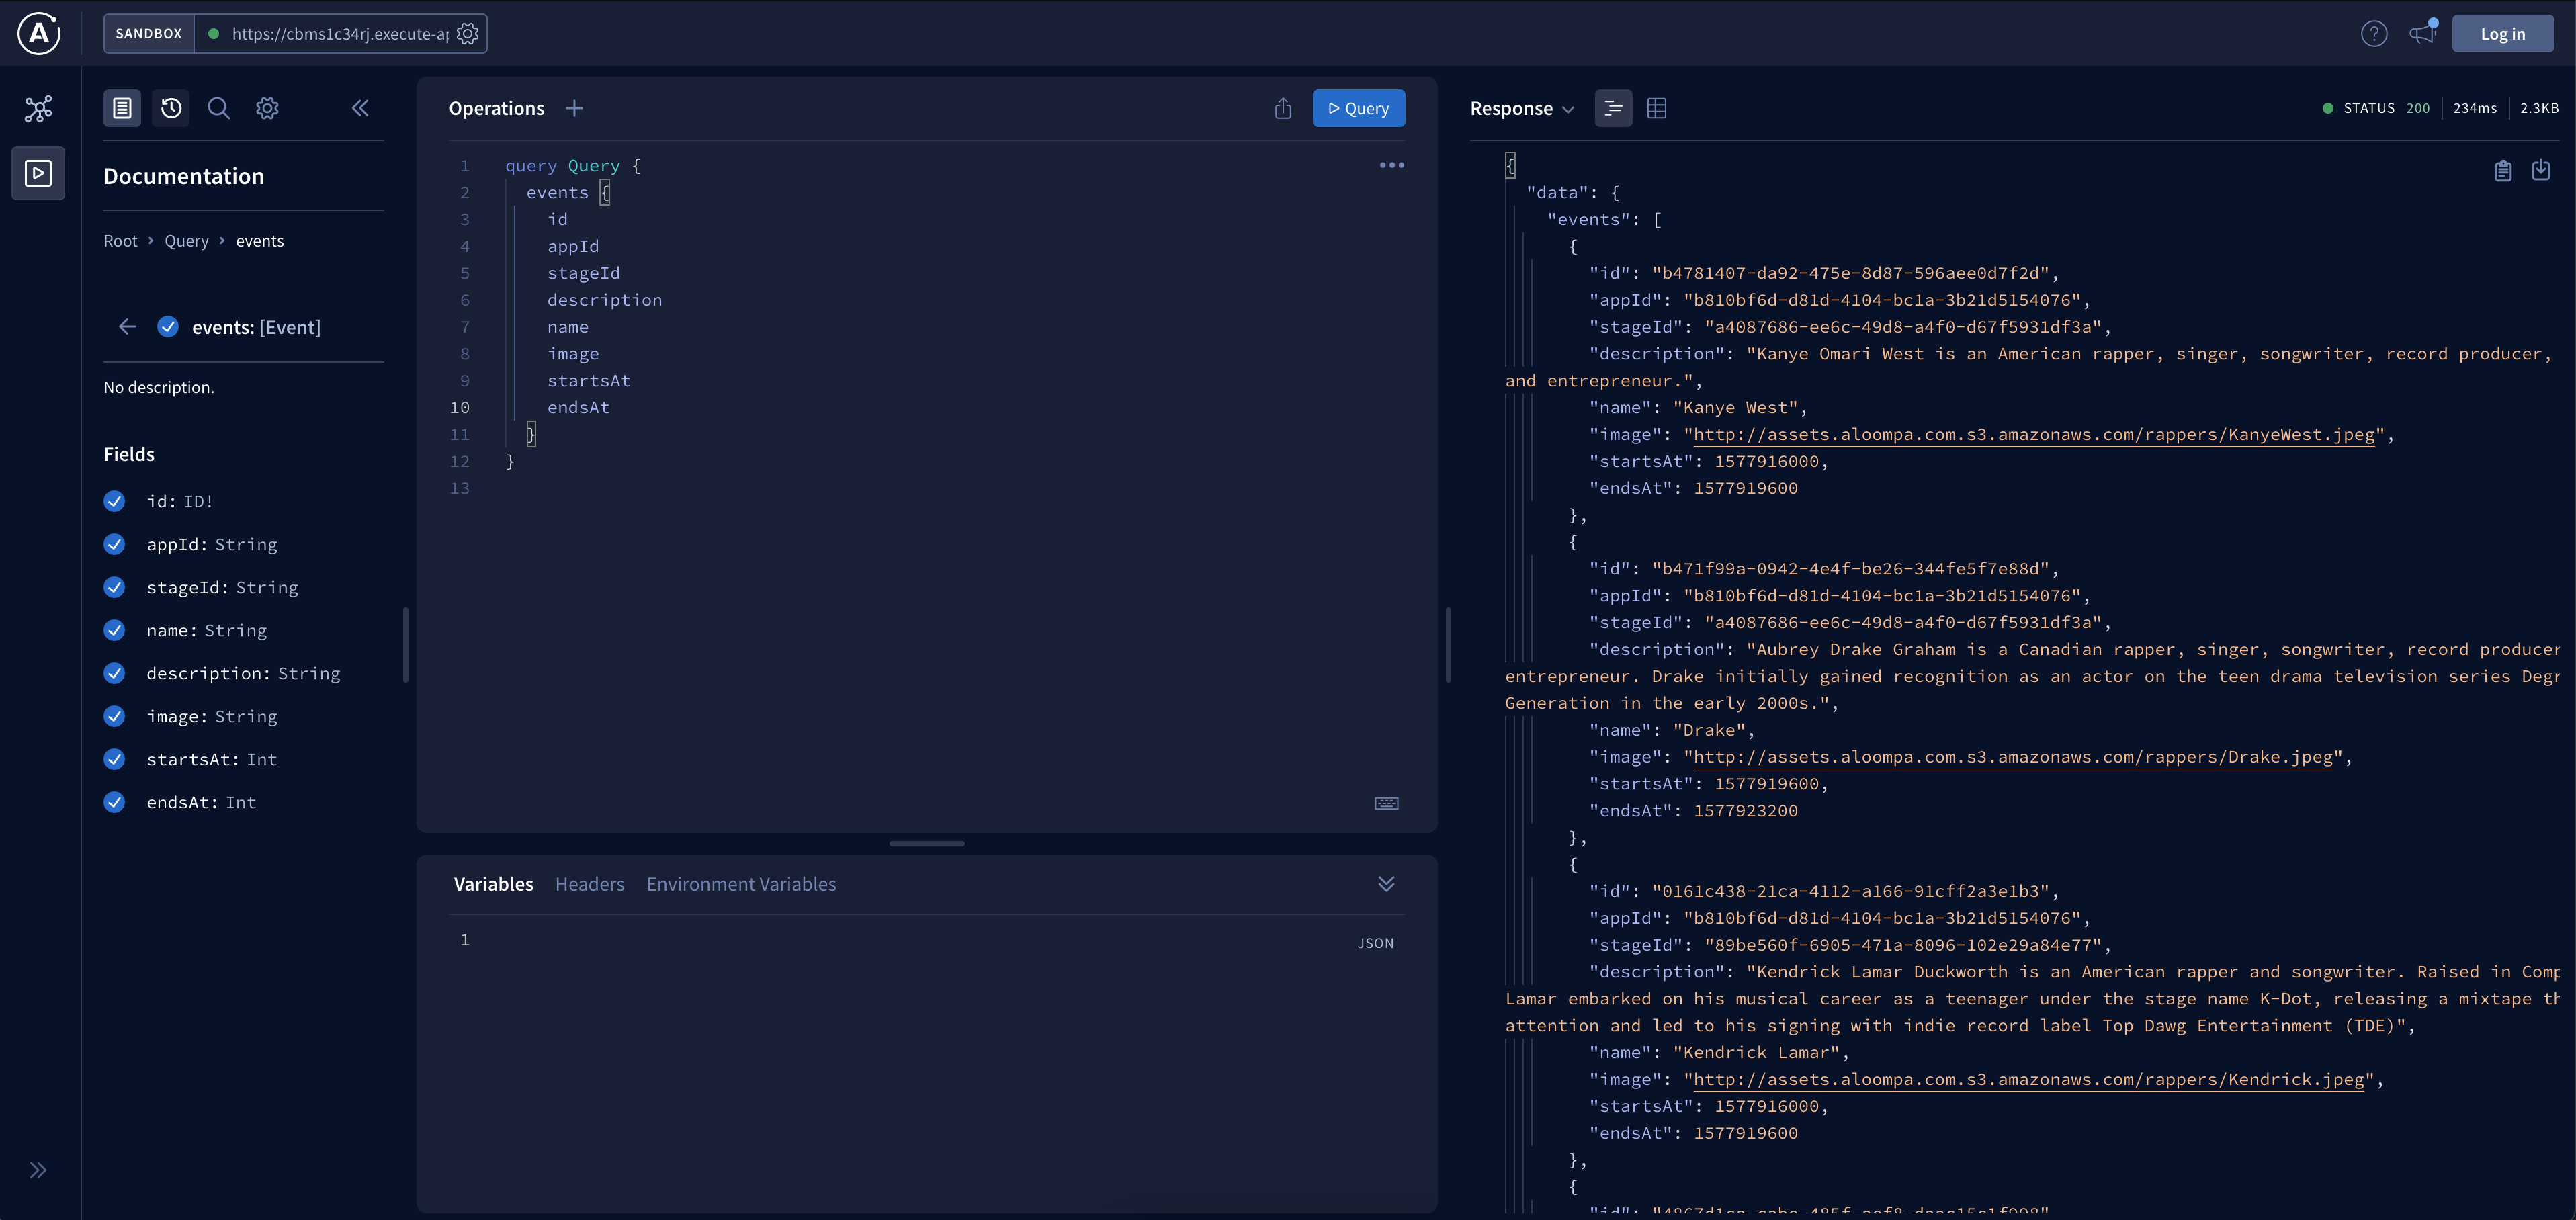 SANDBOX
https://cbms1c34rj.execute-ap
Log in
Documentation
Root > Query > events
events: [Event]
No description.
Fields
id: ID!
appId: String
stageId: String
name: String
description: String
image: String
startsAt: Int
endsAt: Int
Operations
Query
1 query Query {
2 events {
3 id
4 appId
5 stageId
6 description
7 name
8 image
9 startsAt
10 endsAt
11 }
12 }
13
Variables Headers Environment Variables
1
JSON
Response
STATUS 200 234ms 2.3KB
{
"data": {
"events": [
{
"id": "b4781407-da92-475e-8d87-596aee0d7f2d",
"appId": "b810bf6d-d81d-4104-bc1a-3b21d5154076",
"stageId": "a4087686-ee6c-49d8-a4f0-d67f5931df3a",
"description": "Kanye Omari West is an American rapper, singer, songwriter, record producer,
and entrepreneur.",
"name": "Kanye West",
"image": "http://assets.aloompa.com.s3.amazonaws.com/rappers/KanyeWest.jpeg",
"startsAt": 1577916000,
"endsAt": 1577919600
},
{
"id": "b471f99a-0942-4e4f-be26-344fe5f7e88d",
"appId": "b810bf6d-d81d-4104-bc1a-3b21d5154076",
"stageId": "a4087686-ee6c-49d8-a4f0-d67f5931df3a",
"description": "Aubrey Drake Graham is a Canadian rapper, singer, songwriter, record producer
entrepreneur. Drake initially gained recognition as an actor on the teen drama television series Degr
Generation in the early 2000s.",
"name": "Drake",
"image": "http://assets.aloompa.com.s3.amazonaws.com/rappers/Drake.jpeg",
"startsAt": 1577919600,
"endsAt": 1577923200
},
{
"id": "0161c438-21ca-4112-a166-91cff2a3e1b3",
"appId": "b810bf6d-d81d-4104-bc1a-3b21d5154076",
"stageId": "89be560f-6905-471a-8096-102e29a84e77",
"description": "Kendrick Lamar Duckworth is an American rapper and songwriter. Raised in Comp
Lamar embarked on his musical career as a teenager under the stage name K-Dot, releasing a mixtape th
attention and led to his signing with indie record label Top Dawg Entertainment (TDE)",
"name": "Kendrick Lamar",
"image": "http://assets.aloompa.com.s3.amazonaws.com/rappers/Kendrick.jpeg",
"startsAt": 1577916000,
"endsAt": 1577919600
},
{